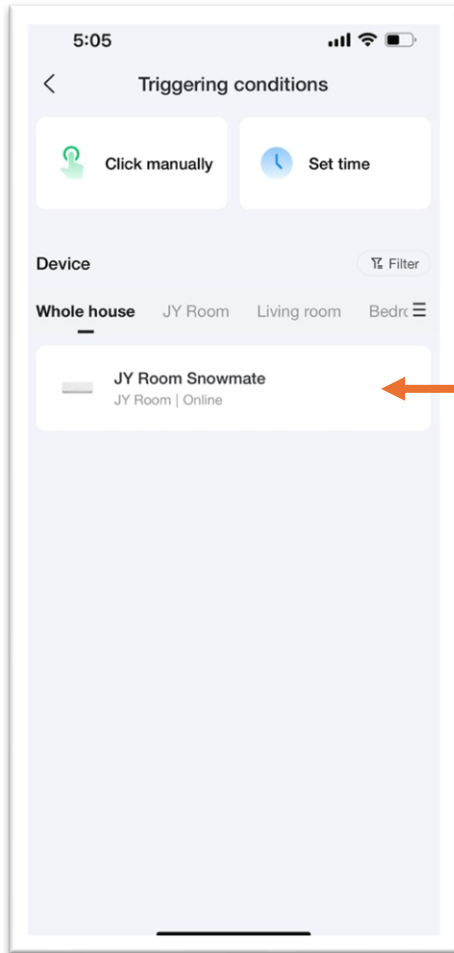 5:05
Triggering conditions
Click manually
Set time
Device
Filter
Whole house JY Room Living room Bedrc
JY Room Snowmate
JY Room | Online